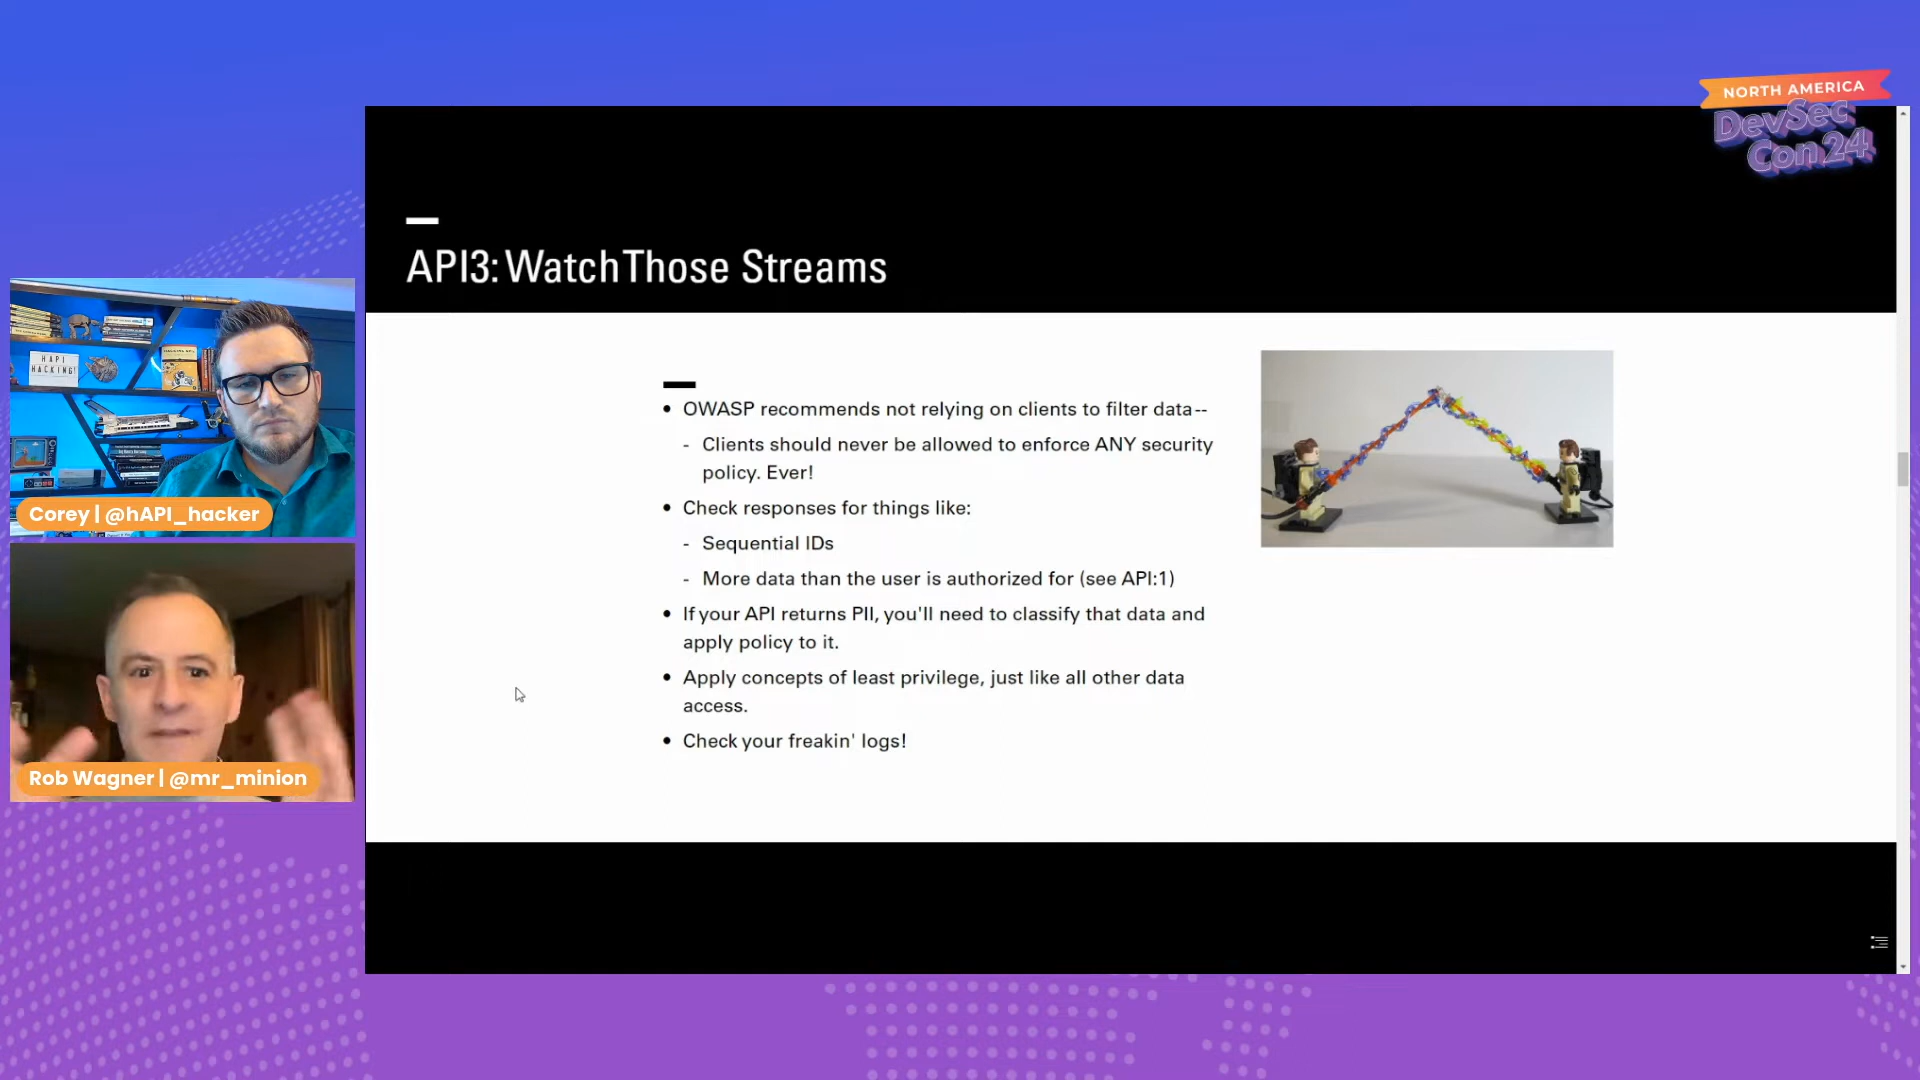 NORTH AMERICA
DevSec
Con 24
API3: Watch Those Streams
HAPI
HACKING!
Corey | @hAPI_hacker
Rob Wagner | @mr_minion
• OWASP recommends not relying on clients to filter data--
- Clients should never be allowed to enforce ANY security
policy. Ever!
• Check responses for things like:
- Sequential IDs
- More data than the user is authorized for (see API:1)
• If your API returns PII, you'll need to classify that data and
apply policy to it.
• Apply concepts of least privilege, just like all other data
access.
• Check your freakin' logs!